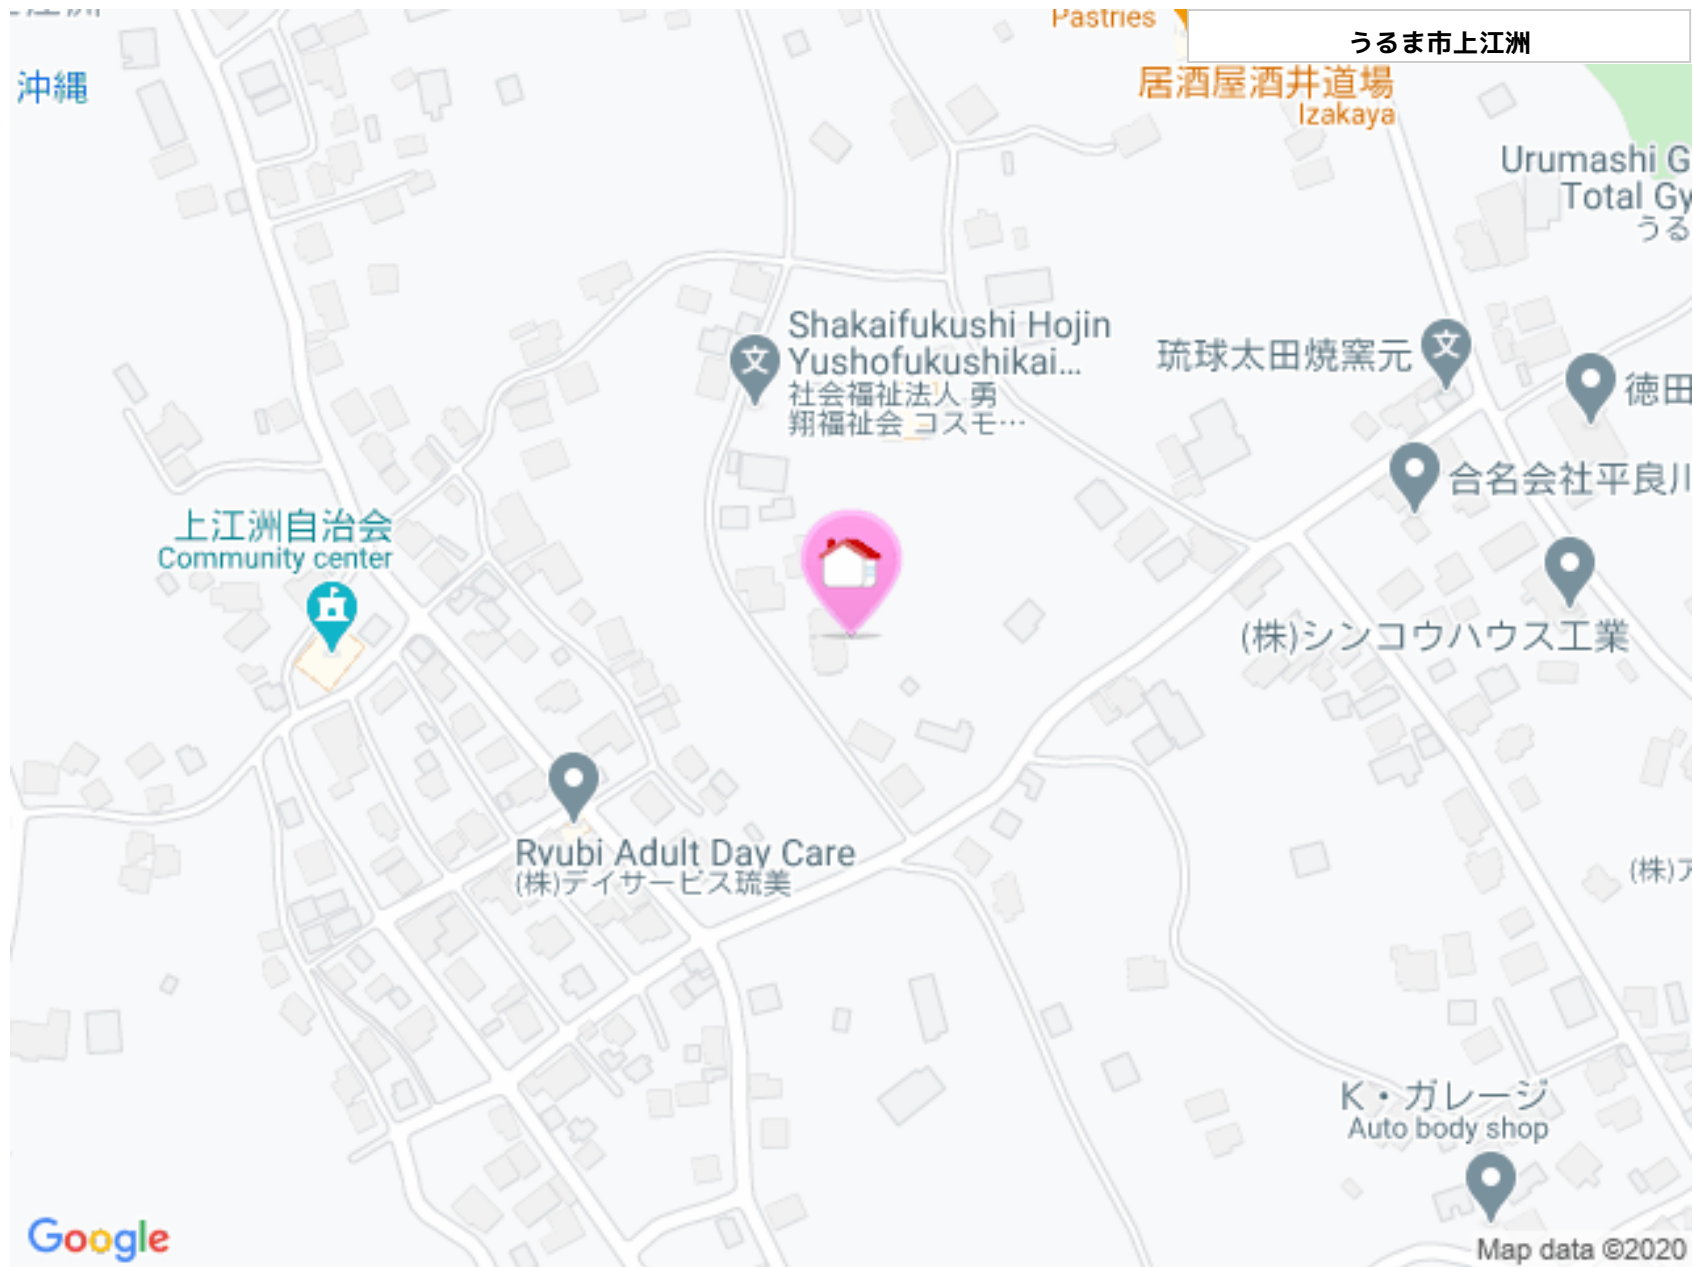 Pastries
うるま市上江洲
沖縄
居酒屋酒井道場
Izakaya
Urumashi G
Total Gy
うる
Shakaifukushi Hojin
Yushofukushikai...
社会福祉法人 勇
翔福祉会 コスモ…
琉球太田焼窯元
文
文
徳田
合名会社平良川
上江洲自治会
Community center
(株)シンコウハウス工業
Ryubi Adult Day Care
(株)デイサービス琉美
(株)ア
K・ガレージ
Auto body shop
Google
Map data ©2020